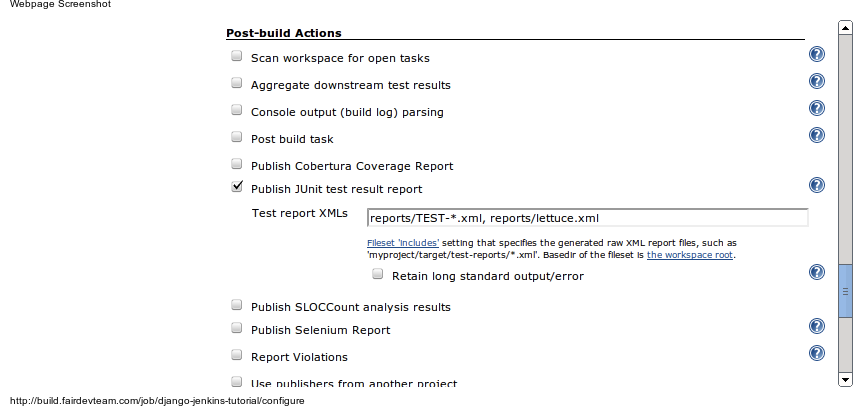 Webpage Screenshot
Post-build Actions
Scan workspace for open tasks
Aggregate downstream test results
Console output (build log) parsing
Post build task
Publish Cobertura Coverage Report
Publish JUnit test result report
Test report XMLs reports/TEST-*.xml, reports/lettuce.xml
Fileset 'includes' setting that specifies the generated raw XML report files, such as
'myproject/target/test-reports/*.xml'. Basedir of the fileset is the workspace root.
Retain long standard output/error
Publish SLOCCount analysis results
Publish Selenium Report
Report Violations
Use publishers from another project
http://build.fairdevteam.com/job/django-jenkins-tutorial/configure